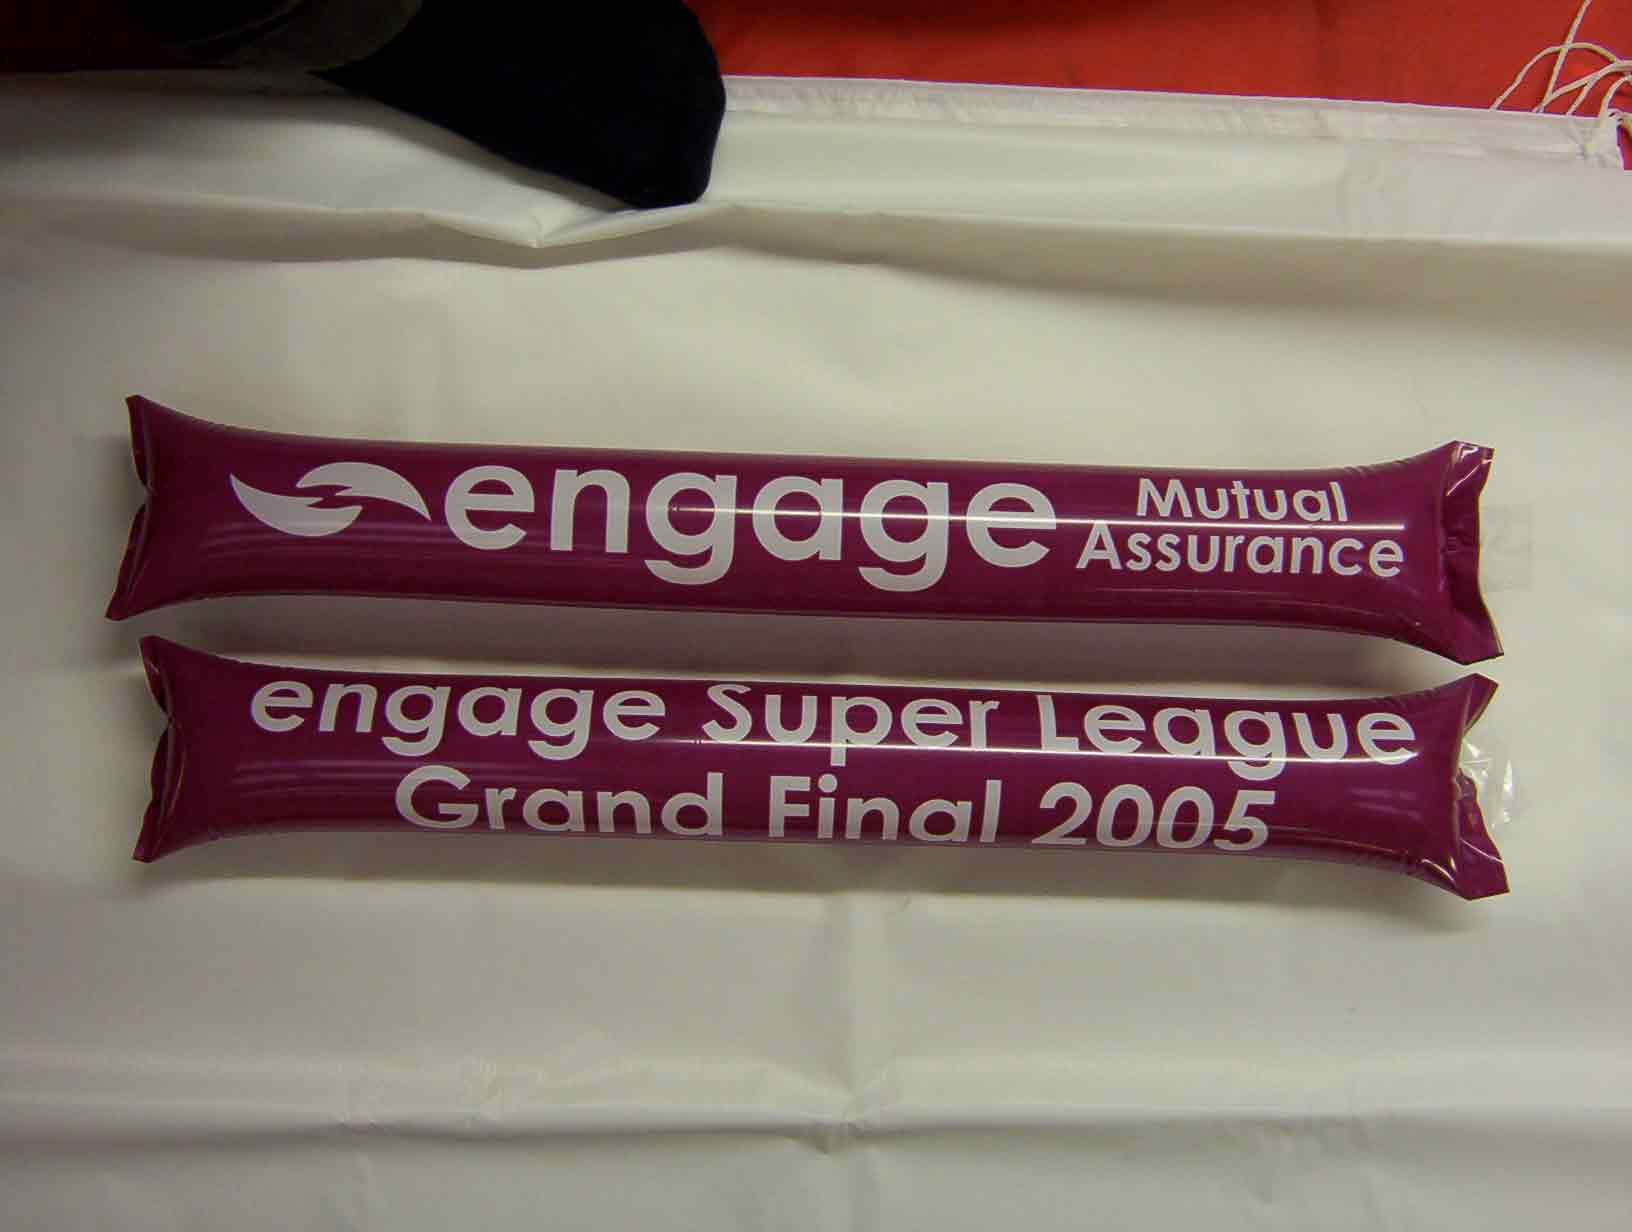 engage Mutual
Assurance
engage Super League
Grand Final 2005